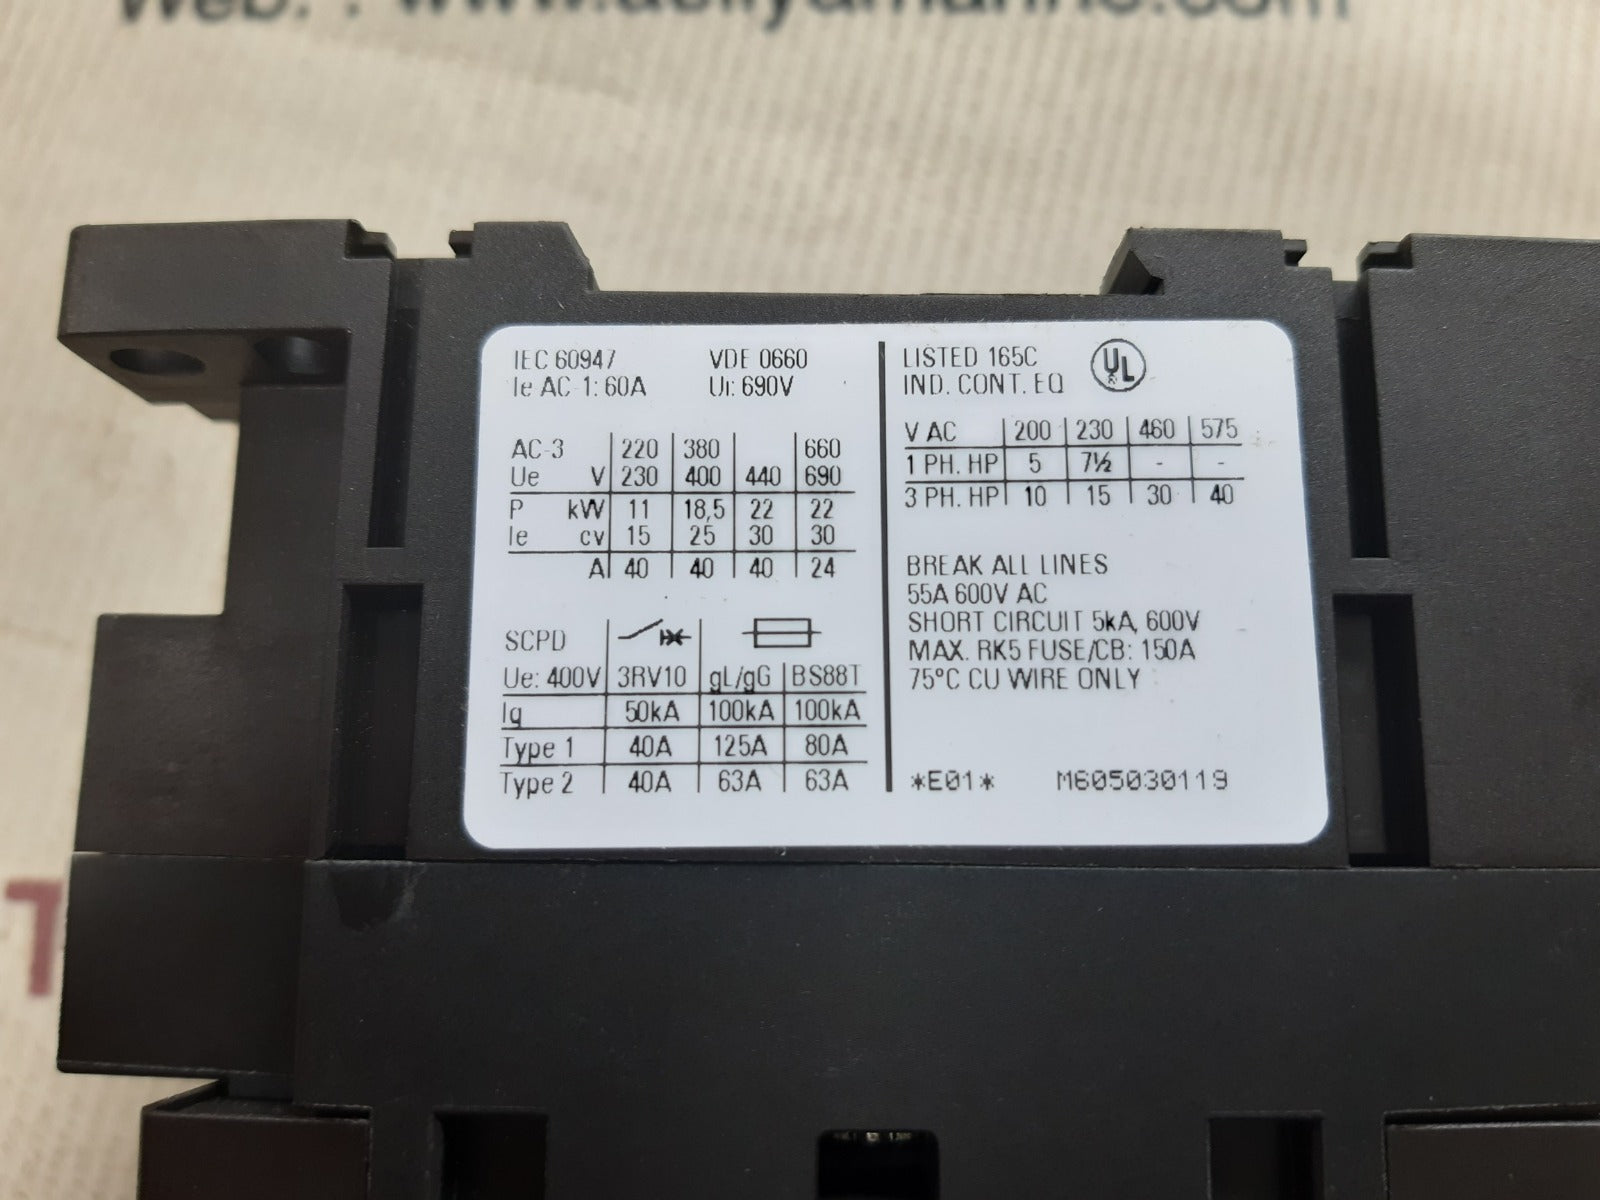 Web. : www.aeliyamarine.com
IEC 60947 VDE 0660
Ie AC-1: 60A Ui: 690V
AC-3 220 380 660
Ue V 230 400 440 690
P kW 11 18,5 22 22
Ie cv 15 25 30 30
A 40 40 40 24
SCPD
Ue: 400V 3RV10 gL/gG BS88T
Iq 50kA 100kA 100kA
Type 1 40A 125A 80A
Type 2 40A 63A 63A
LISTED 165C UL
IND. CONT. EQ
V AC 200 230 460 575
1 PH. HP 5 7½ - -
3 PH. HP 10 15 30 40
BREAK ALL LINES
55A 600V AC
SHORT CIRCUIT 5kA, 600V
MAX. RK5 FUSE/CB: 150A
75°C CU WIRE ONLY
*E01* M605030119
T